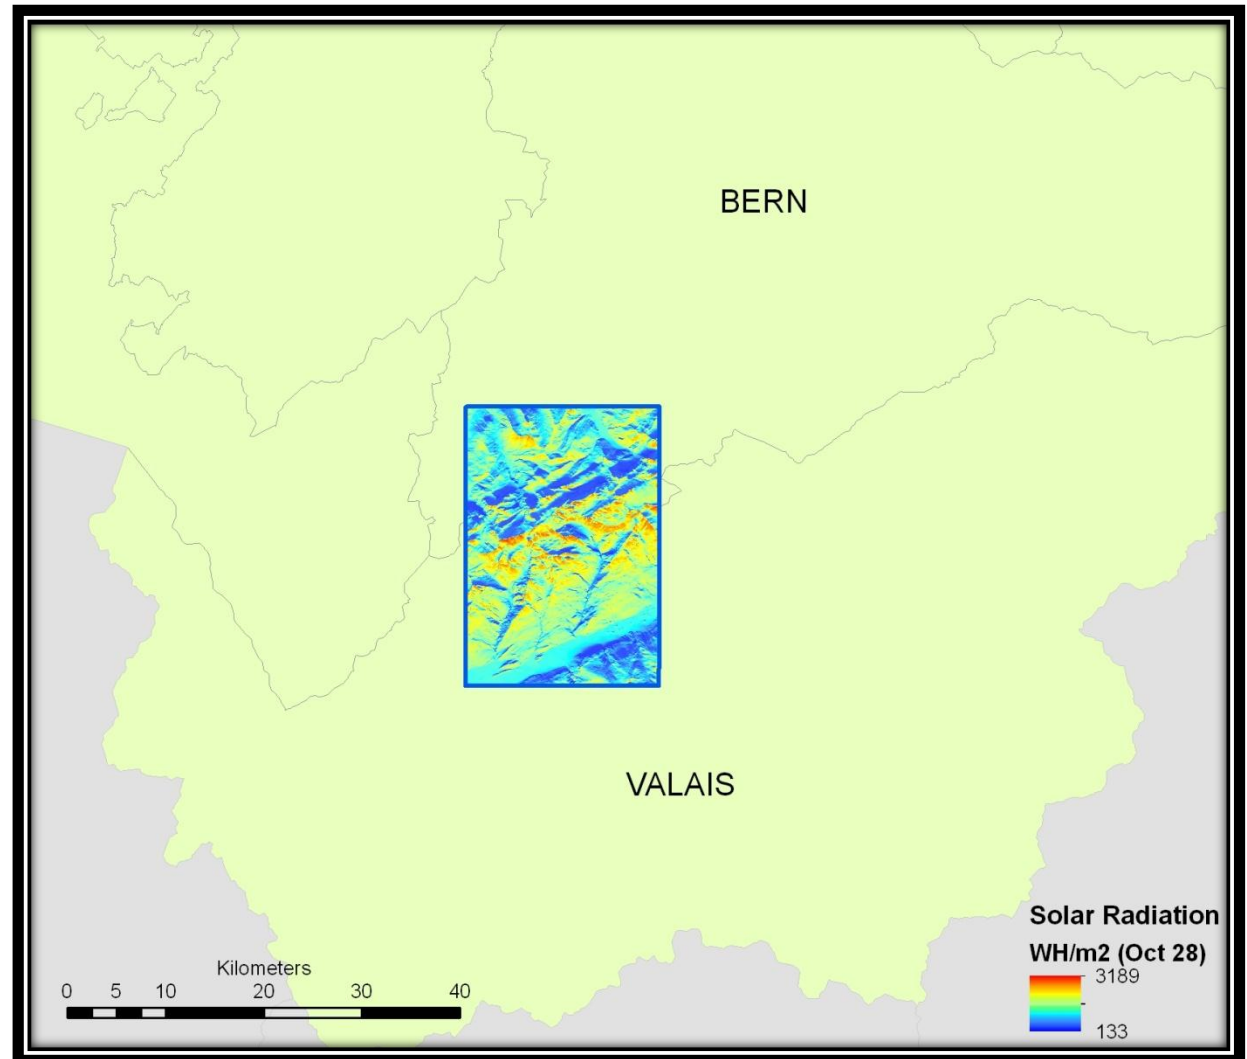 BERN
VALAIS
Kilometers
0 5 10 20 30 40
Solar Radiation
WH/m2 (Oct 28)
3189
133